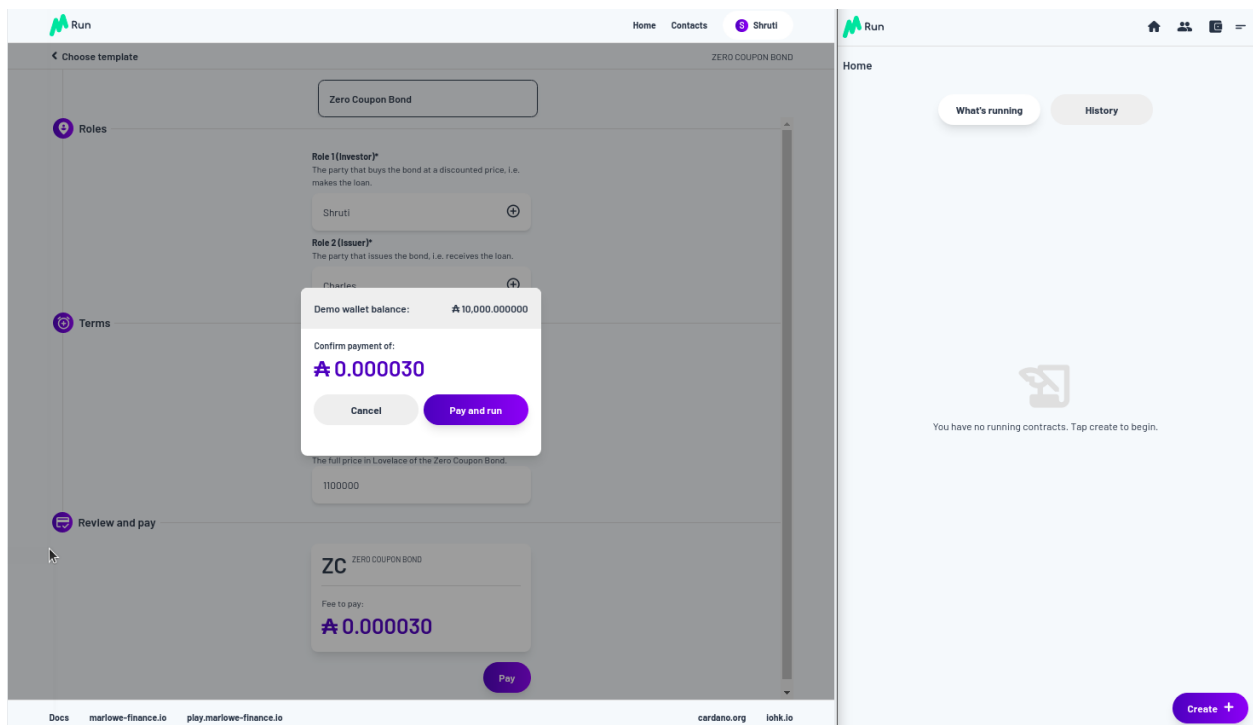 Run
Home
Contacts
S
Shruti
Choose template
ZERO COUPON BOND
Zero Coupon Bond
Roles
Role 1 (Investor)*
The party that buys the bond at a discounted price, i.e.
makes the loan.
Shruti
Role 2 (Issuer)*
The party that issues the bond, i.e. receives the loan.
Charles
Demo wallet balance:
₳ 10,000.000000
Confirm payment of:
₳ 0.000030
Cancel
Pay and run
Terms
The full price in Lovelace of the Zero Coupon Bond.
1100000
Review and pay
ZC
ZERO COUPON BOND
Fee to pay:
₳ 0.000030
Pay
Docs
marlowe-finance.io
play.marlowe-finance.io
cardano.org
iohk.io
Run
Home
What's running
History
You have no running contracts. Tap create to begin.
Create +